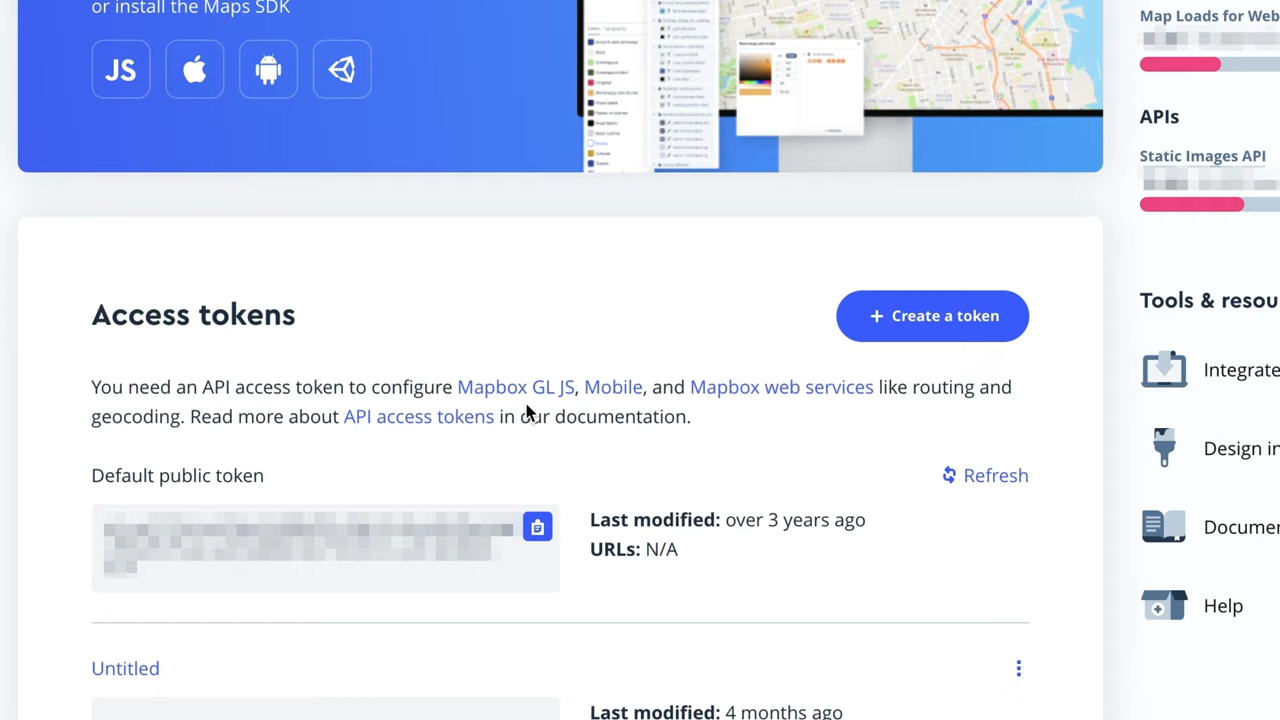 or install the Maps SDK
JS
Map Loads for Web
APIs
Static Images API
Access tokens
+ Create a token
You need an API access token to configure Mapbox GL JS, Mobile, and Mapbox web services like routing and
geocoding. Read more about API access tokens in our documentation.
Default public token
Refresh
Last modified: over 3 years ago
URLs: N/A
Untitled
Last modified: 4 months ago
Tools & resou
Integrate
Design in
Documen
Help